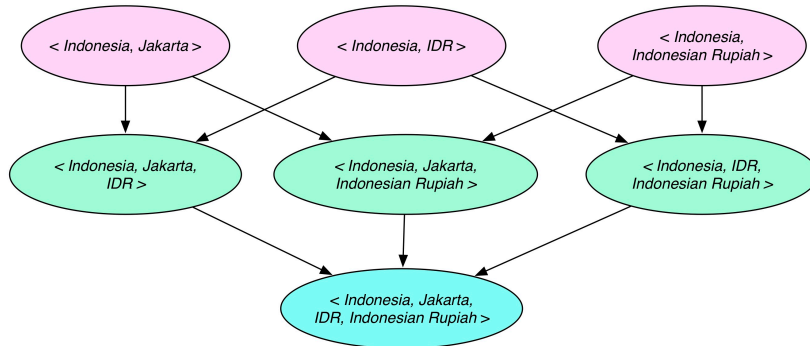 < Indonesia, Jakarta >
< Indonesia, IDR >
< Indonesia,
Indonesian Rupiah >
< Indonesia, Jakarta,
IDR >
< Indonesia, Jakarta,
Indonesian Rupiah >
< Indonesia, IDR,
Indonesian Rupiah >
< Indonesia, Jakarta,
IDR, Indonesian Rupiah >